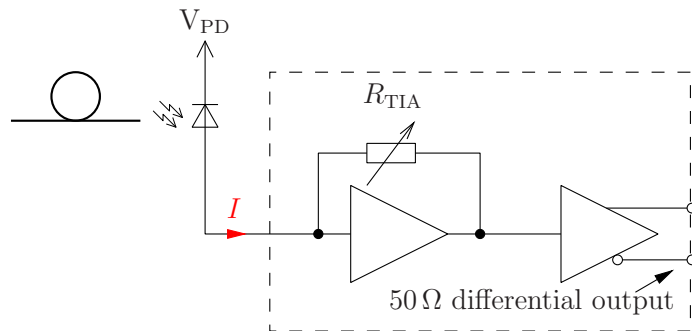 V_PD
R_TIA
I
50 Ω differential output